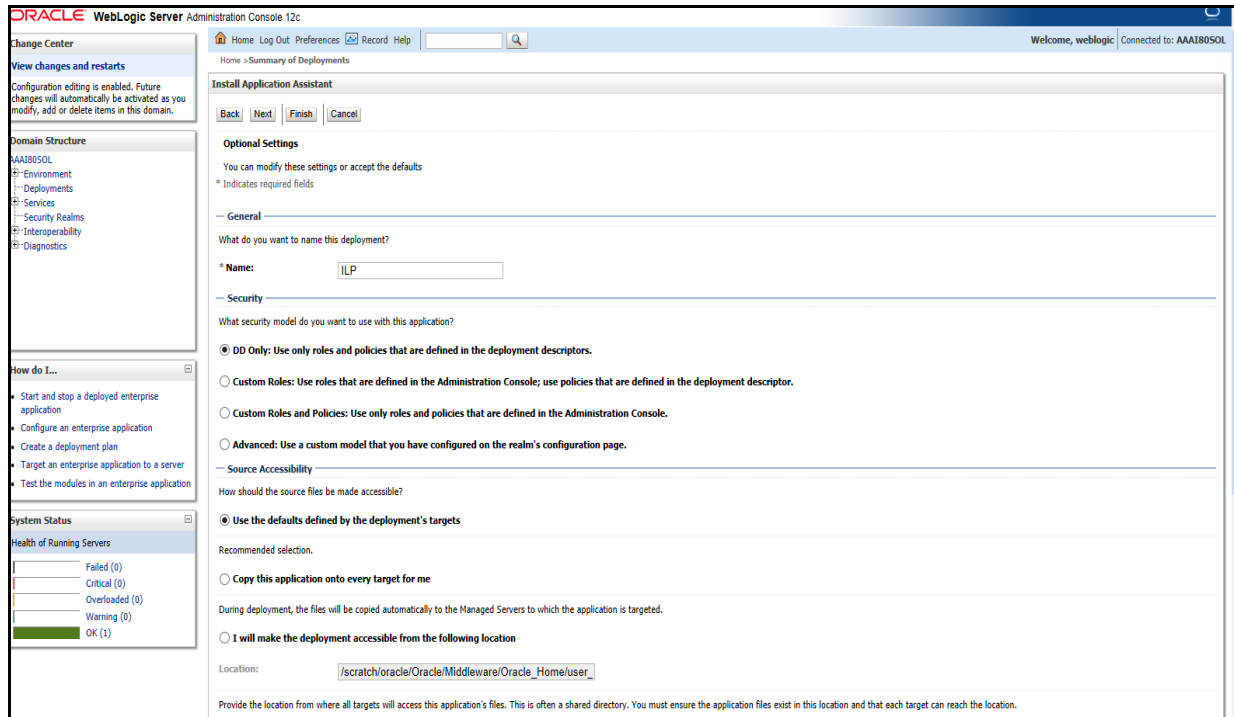 ORACLE WebLogic Server Administration Console 12c
Change Center
View changes and restarts
Configuration editing is enabled. Future
changes will automatically be activated as you
modify, add or delete items in this domain.
Domain Structure
AAAI80SOL
Environment
Deployments
Services
Security Realms
Interoperability
Diagnostics
How do I...
Start and stop a deployed enterprise
application
Configure an enterprise application
Create a deployment plan
Target an enterprise application to a server
Test the modules in an enterprise application
System Status
Health of Running Servers
Failed (0)
Critical (0)
Overloaded (0)
Warning (0)
OK (1)
Home Log Out Preferences Record Help
Welcome, weblogic Connected to: AAAI80SOL
Home >Summary of Deployments
Install Application Assistant
Back Next Finish Cancel
Optional Settings
You can modify these settings or accept the defaults
* Indicates required fields
General
What do you want to name this deployment?
* Name: ILP
Security
What security model do you want to use with this application?
DD Only: Use only roles and policies that are defined in the deployment descriptors.
Custom Roles: Use roles that are defined in the Administration Console; use policies that are defined in the deployment descriptor.
Custom Roles and Policies: Use only roles and policies that are defined in the Administration Console.
Advanced: Use a custom model that you have configured on the realm's configuration page.
Source Accessibility
How should the source files be made accessible?
Use the defaults defined by the deployment's targets
Recommended selection.
Copy this application onto every target for me
During deployment, the files will be copied automatically to the Managed Servers to which the application is targeted.
I will make the deployment accessible from the following location
Location: /scratch/oracle/Oracle/Middleware/Oracle_Home/user_
Provide the location from where all targets will access this application's files. This is often a shared directory. You must ensure the application files exist in this location and that each target can reach the location.